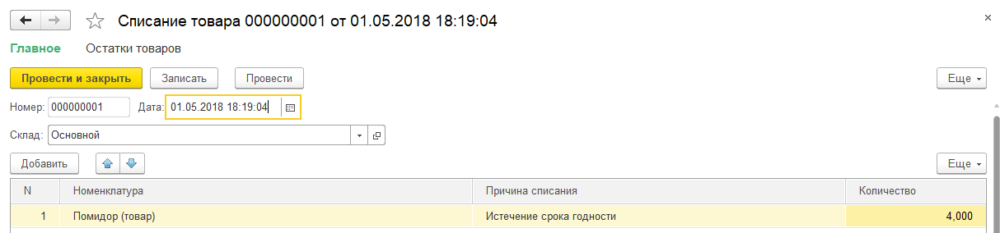 Списание товара 000000001 от 01.05.2018 18:19:04
Главное Остатки товаров
Провести и закрыть Записать Провести Еще
Номер: 000000001 Дата: 01.05.2018 18:19:04
Склад: Основной
Добавить Еще
N Номенклатура Причина списания Количество
1 Помидор (товар) Истечение срока годности 4,000